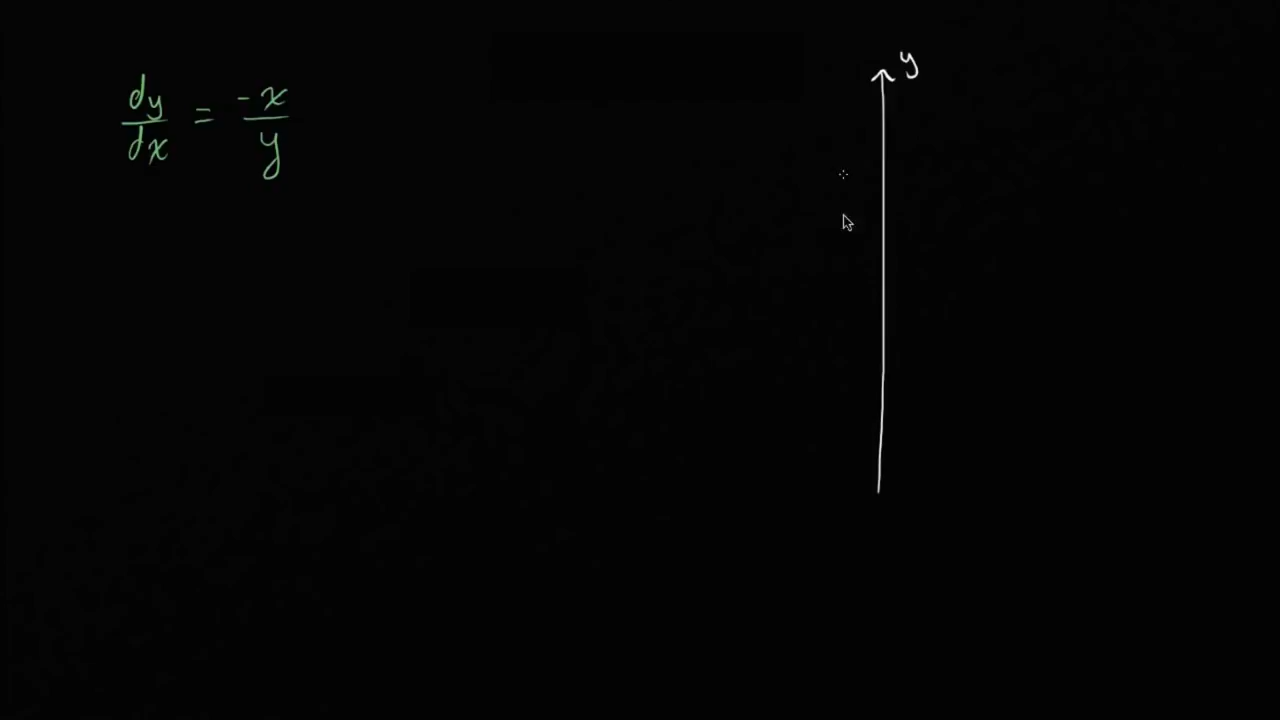 dy/dx = -x/y
y